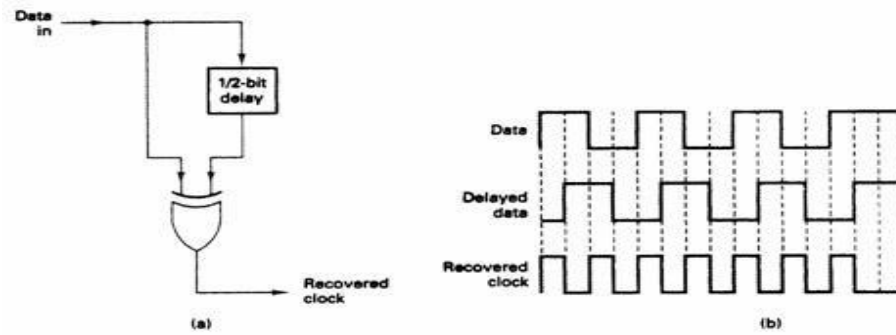 Data
in
1/2-bit
delay
Recovered
clock
(a)
Data
Delayed
data
Recovered
clock
(b)